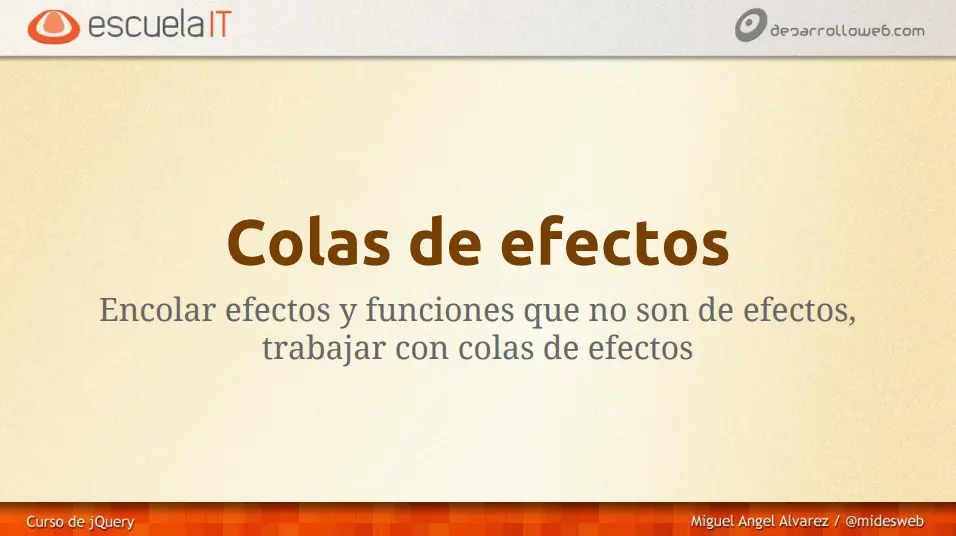 escuelaIT
desarrolloweb.com
Colas de efectos
Encolar efectos y funciones que no son de efectos,
trabajar con colas de efectos
Curso de jQuery
Miguel Angel Alvarez / @midesweb